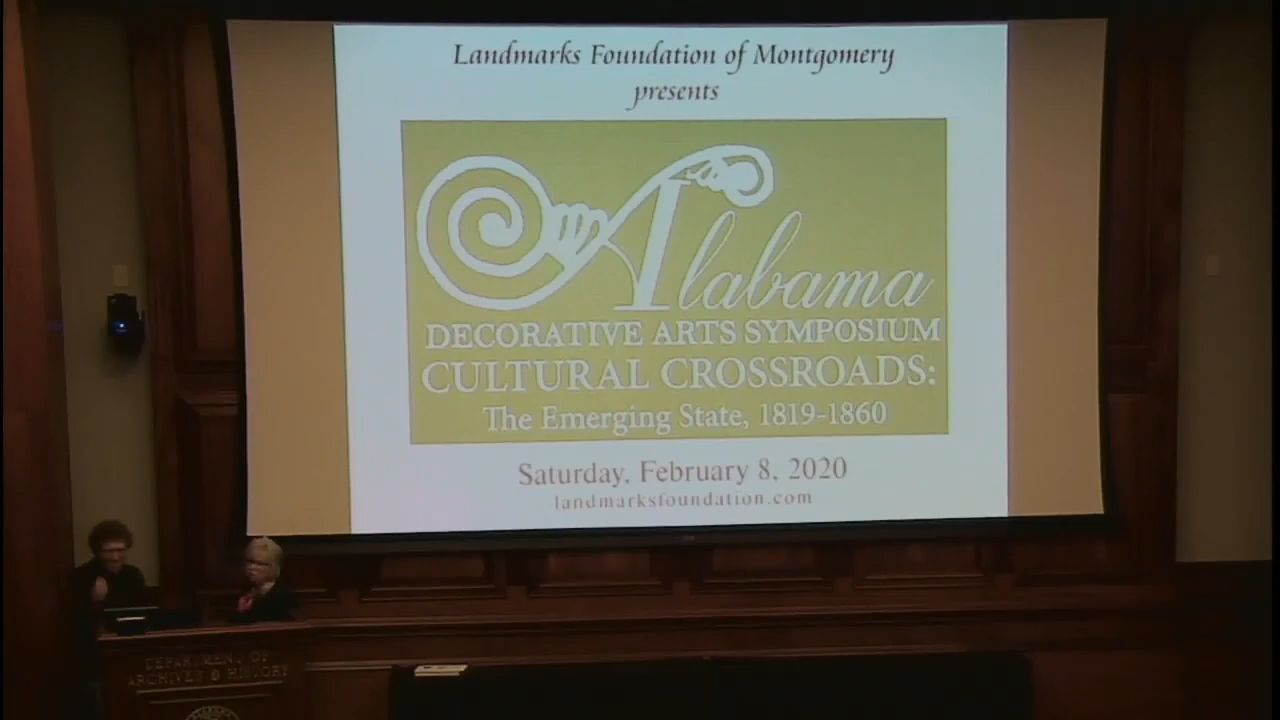 Landmarks Foundation of Montgomery
presents
Alabama
DECORATIVE ARTS SYMPOSIUM
CULTURAL CROSSROADS:
The Emerging State, 1819-1860
Saturday, February 8, 2020
landmarksfoundation.com
DEPARTMENT OF
ARCHIVES & HISTORY